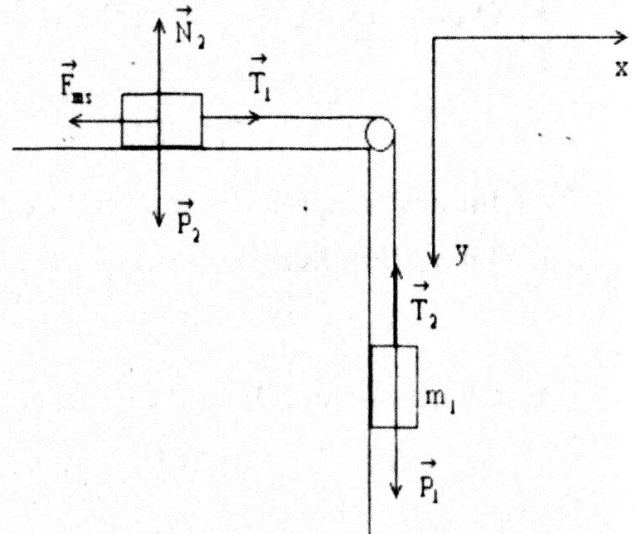 N⃗₂
F⃗ₘₛ
T⃗₁
x
P⃗₂
y
T⃗₂
m₁
P⃗₁